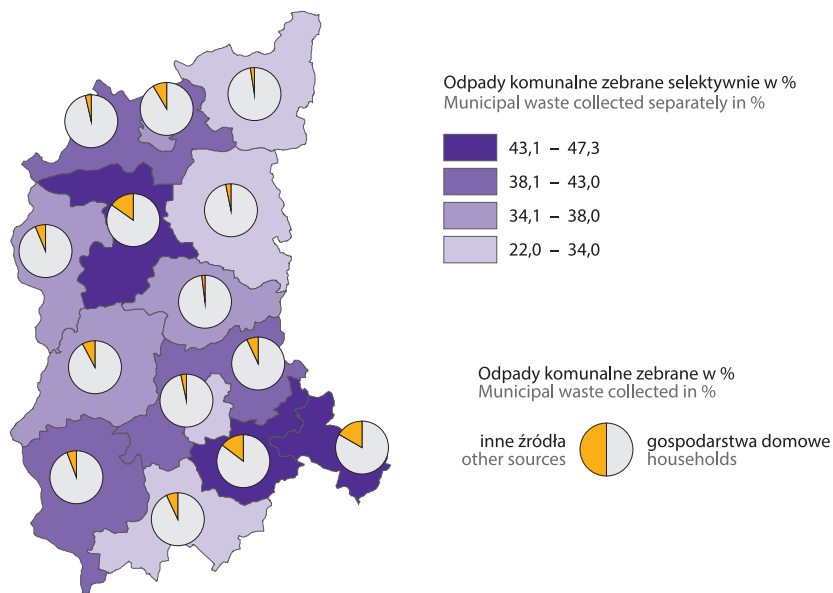 Odpady komunalne zebrane selektywnie w %
Municipal waste collected separately in %
43,1 – 47,3
38,1 – 43,0
34,1 – 38,0
22,0 – 34,0
Odpady komunalne zebrane w %
Municipal waste collected in %
inne źródła
other sources
gospodarstwa domowe
households